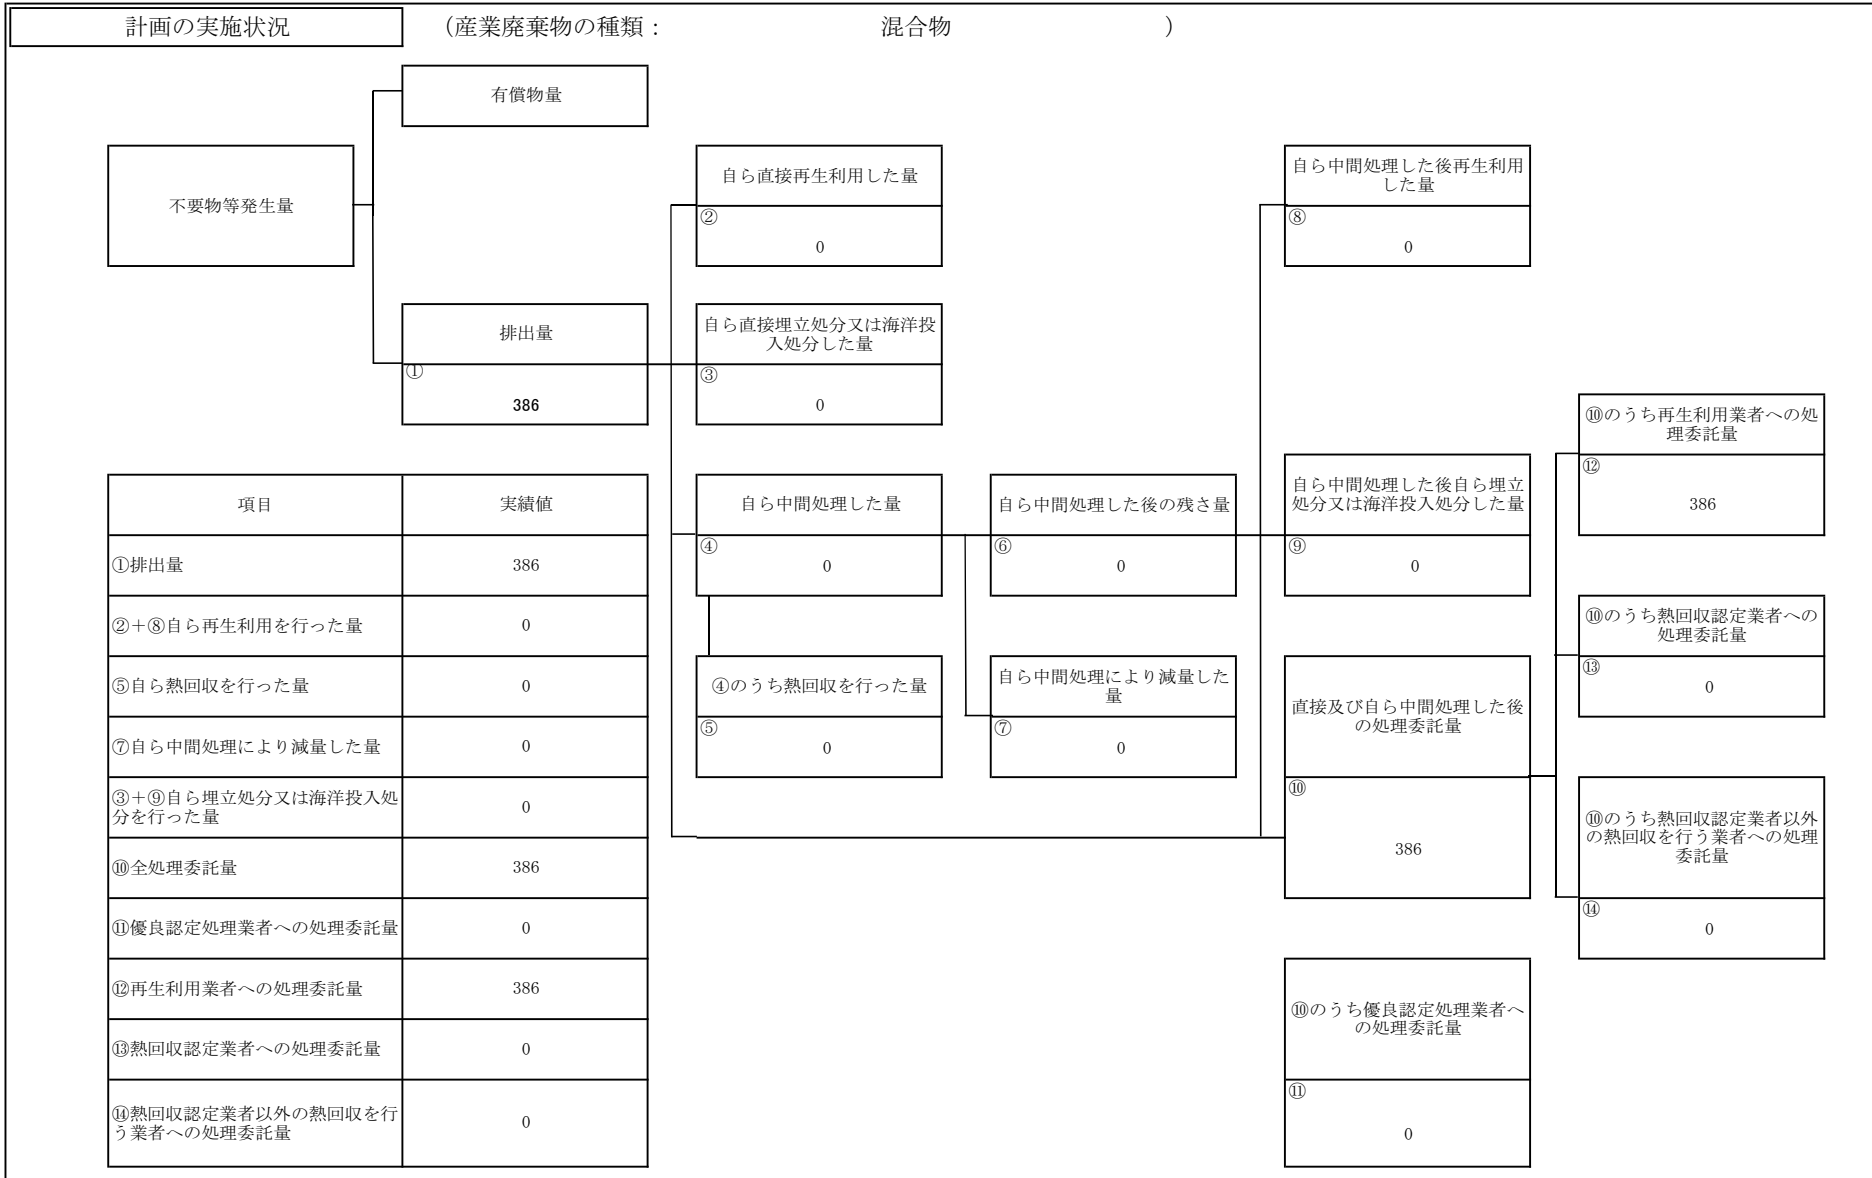 計画の実施状況
（産業廃棄物の種類： 混合物 ）
有償物量
不要物等発生量
自ら直接再生利用した量
②
0
自ら中間処理した後再生利用
した量
⑧
0
排出量
①
386
自ら直接埋立処分又は海洋投
入処分した量
③
0
⑩のうち再生利用業者への処
理委託量
⑫
386
項目 実績値
①排出量 386
②＋⑧自ら再生利用を行った量 0
⑤自ら熱回収を行った量 0
⑦自ら中間処理により減量した量 0
③＋⑨自ら埋立処分又は海洋投入処
分を行った量 0
⑩全処理委託量 386
⑪優良認定処理業者への処理委託量 0
⑫再生利用業者への処理委託量 386
⑬熱回収認定業者への処理委託量 0
⑭熱回収認定業者以外の熱回収を行
う業者への処理委託量 0
自ら中間処理した量
④
0
自ら中間処理した後の残さ量
⑥
0
自ら中間処理した後自ら埋立
処分又は海洋投入処分した量
⑨
0
⑩のうち熱回収認定業者への
処理委託量
⑬
0
④のうち熱回収を行った量
⑤
0
自ら中間処理により減量した
量
⑦
0
直接及び自ら中間処理した後
の処理委託量
⑩
386
⑩のうち熱回収認定業者以外
の熱回収を行う業者への処理
委託量
⑭
0
⑩のうち優良認定処理業者へ
の処理委託量
⑪
0